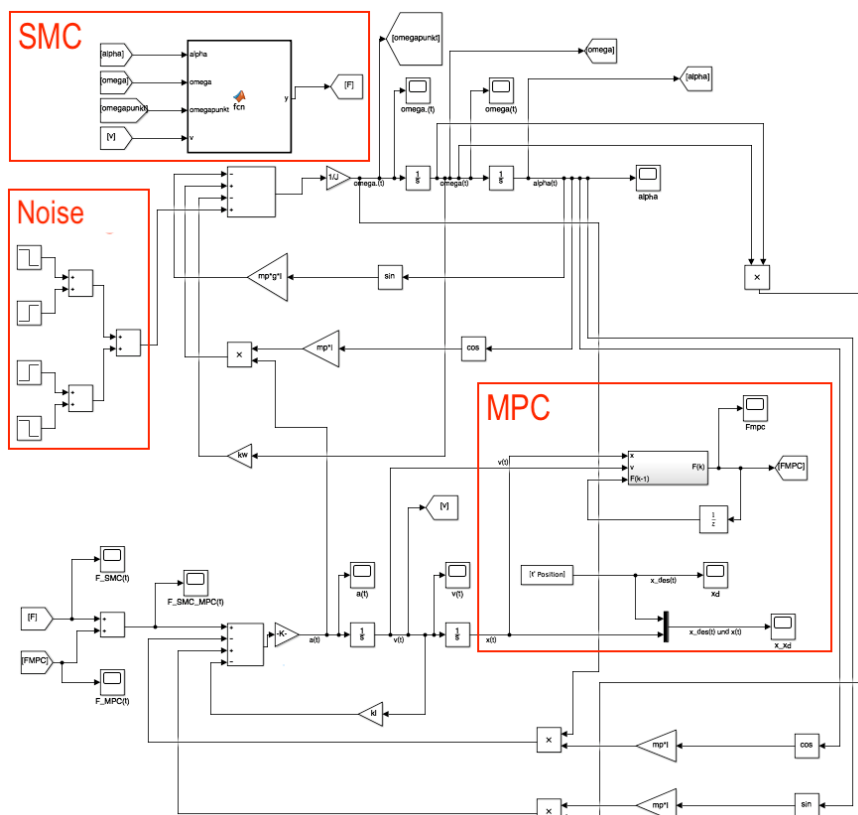 SMC
[alpha]
[omega]
[omegapunkt]
[v]
alpha
omega
omegapunkt
v
fcn
y
[F]
[omegapunkt]
[omega]
[alpha]
omega.(t)
omega(t)
1/J
omega.(t)
1/s
omega(t)
1/s
alpha(t)
alpha
Noise
-
+
-
+
+
+
+
+
+
+
mp*g*l
sin
×
×
mp*l
cos
kw
MPC
Fmpc
v(t)
x
v
F(k-1)
F(k)
[FMPC]
1/z
[v]
[t' Position]
x_des(t)
xd
x_des(t) und x(t)
x_xd
F_SMC(t)
F_SMC_MPC(t)
a(t)
v(t)
[F]
[FMPC]
+
+
+
-
+
-
-K-
a(t)
1/s
v(t)
1/s
x(t)
F_MPC(t)
kl
×
mp*l
cos
×
mp*l
sin